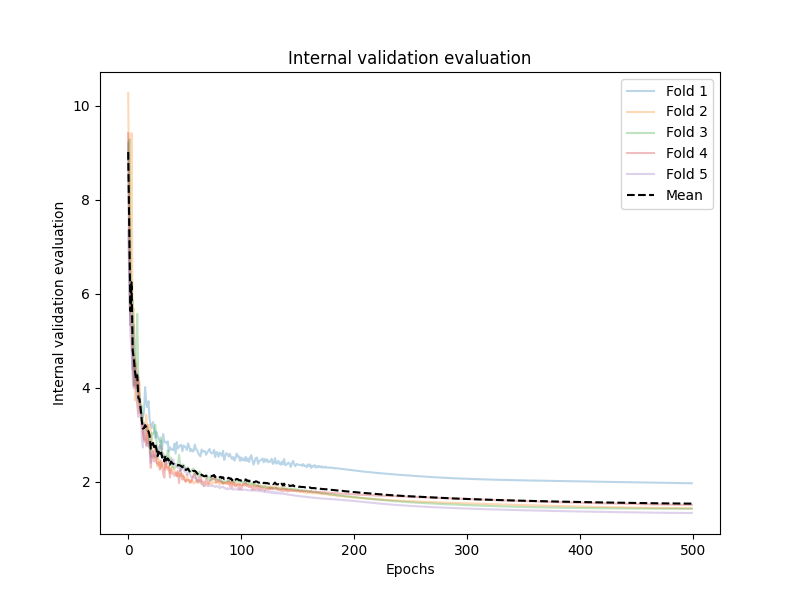 Internal validation evaluation
Internal validation evaluation
10
8
6
4
2
Fold 1
Fold 2
Fold 3
Fold 4
Fold 5
Mean
0
100
200
300
400
500
Epochs